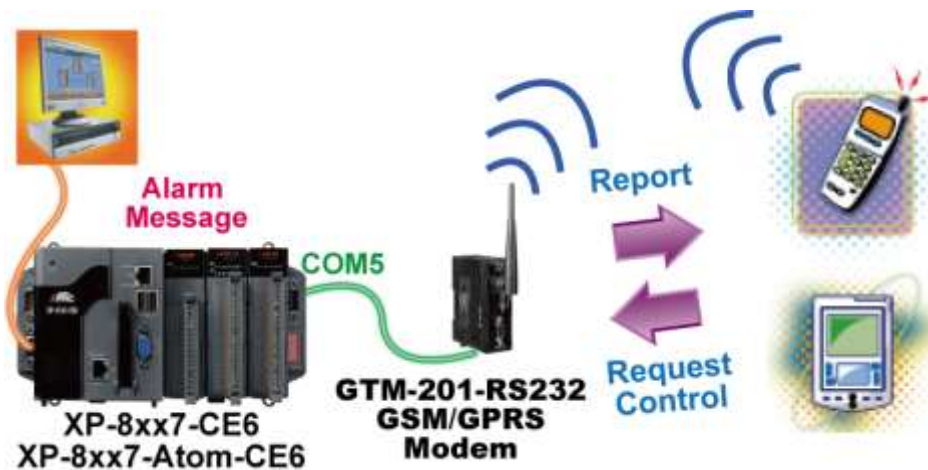 Alarm
Message
COM5
Report
Request
Control
GTM-201-RS232
GSM/GPRS
Modem
XP-8xx7-CE6
XP-8xx7-Atom-CE6